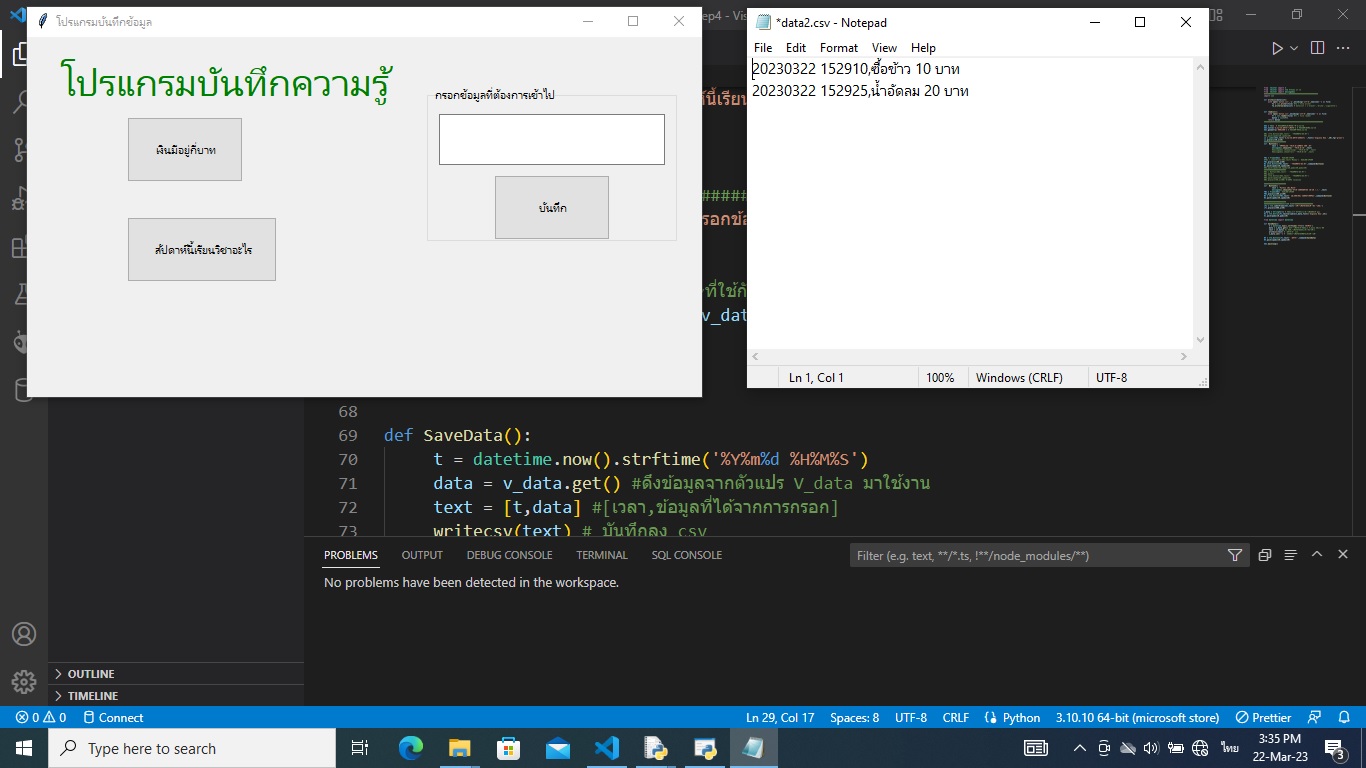 โปรแกรมบันทึกข้อมูล
โปรแกรมบันทึกความรู้
เงินมีอยู่กี่บาท
สัปดาห์นี้เรียนวิชาอะไร
กรอกข้อมูลที่ต้องการเข้าไป
บันทึก
ep4 - Vis
*data2.csv - Notepad
File Edit Format View Help
20230322 152910,ซื้อข้าว 10 บาท
20230322 152925,น้ำอัดลม 20 บาท
Ln 1, Col 1 100% Windows (CRLF) UTF-8
์นี้เรียน
#####
รอกข้อ
ที่ใช้กั
v_dat
68
69 def SaveData():
70 t = datetime.now().strftime('%Y%m%d %H%M%S')
71 data = v_data.get() #ดึงข้อมูลจากตัวแปร V_data มาใช้งาน
72 text = [t,data] #[เวลา,ข้อมูลที่ได้จากการกรอก]
73 writecsv(text) # บันทึกลง csv
PROBLEMS OUTPUT DEBUG CONSOLE TERMINAL SQL CONSOLE
Filter (e.g. text, **/*.ts, !**/node_modules/**)
No problems have been detected in the workspace.
OUTLINE
TIMELINE
0 0 Connect
Ln 29, Col 17 Spaces: 8 UTF-8 CRLF Python 3.10.10 64-bit (microsoft store) Prettier
Type here to search
ไทย
3:35 PM
22-Mar-23
3